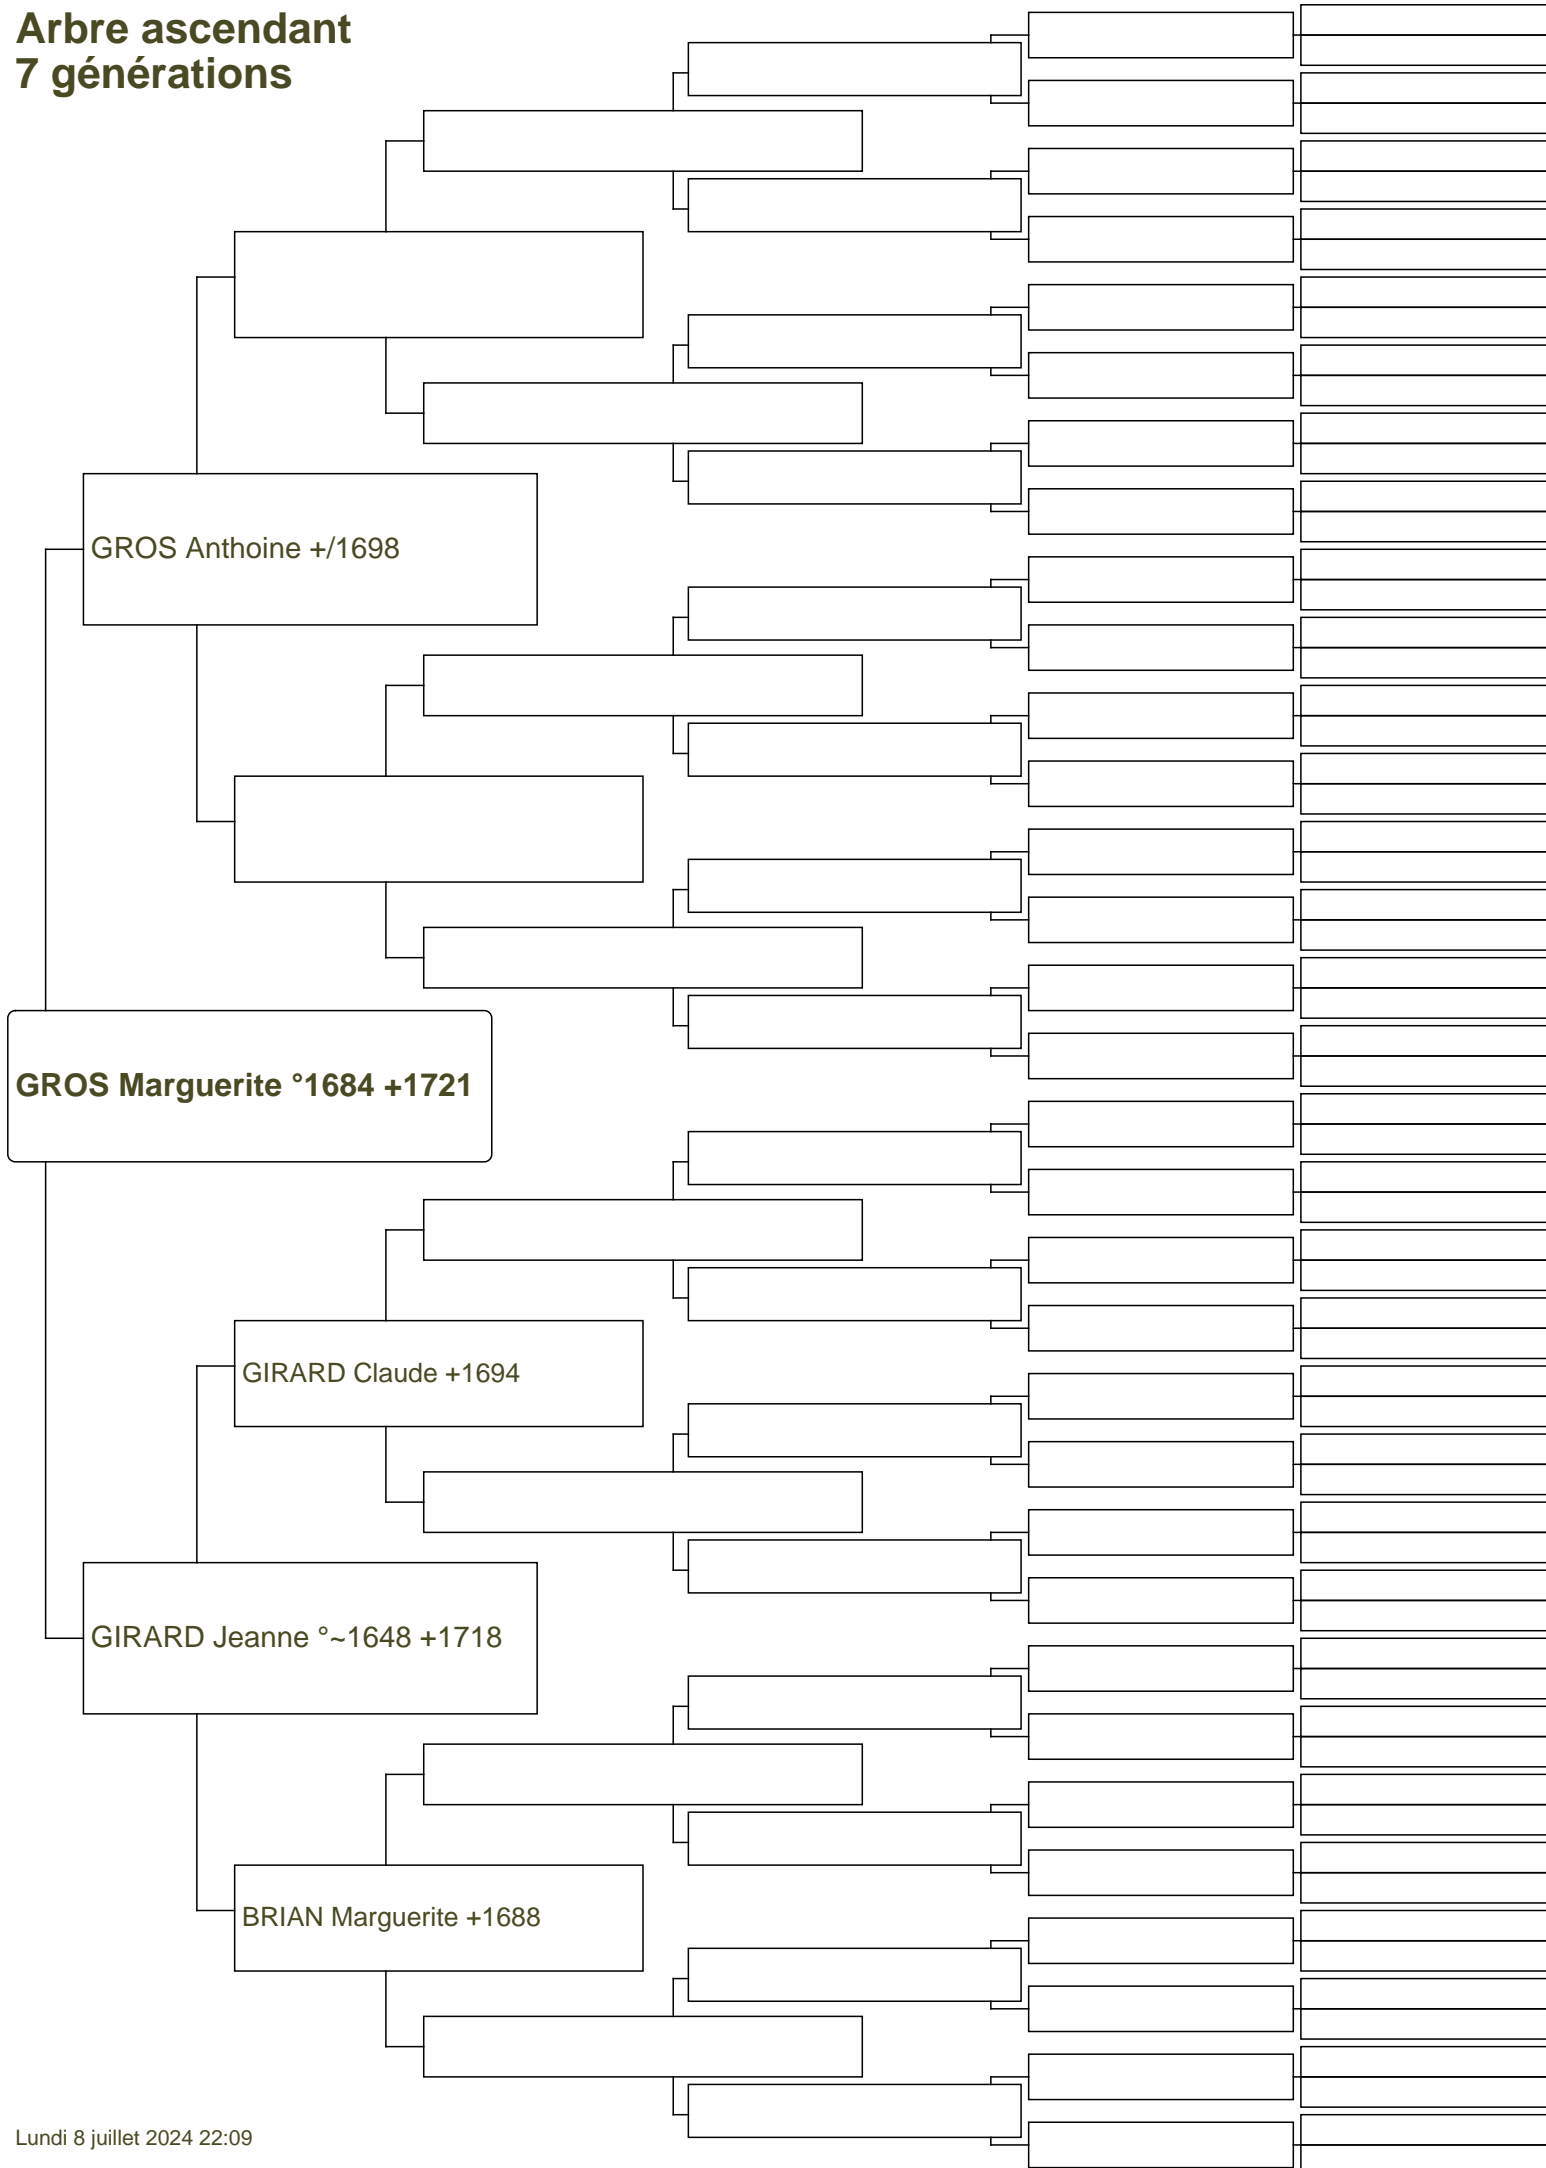 Arbre ascendant
7 générations
GROS Anthoine +/1698
GROS Marguerite °1684 +1721
GIRARD Claude +1694
GIRARD Jeanne °~1648 +1718
BRIAN Marguerite +1688
Lundi 8 juillet 2024 22:09